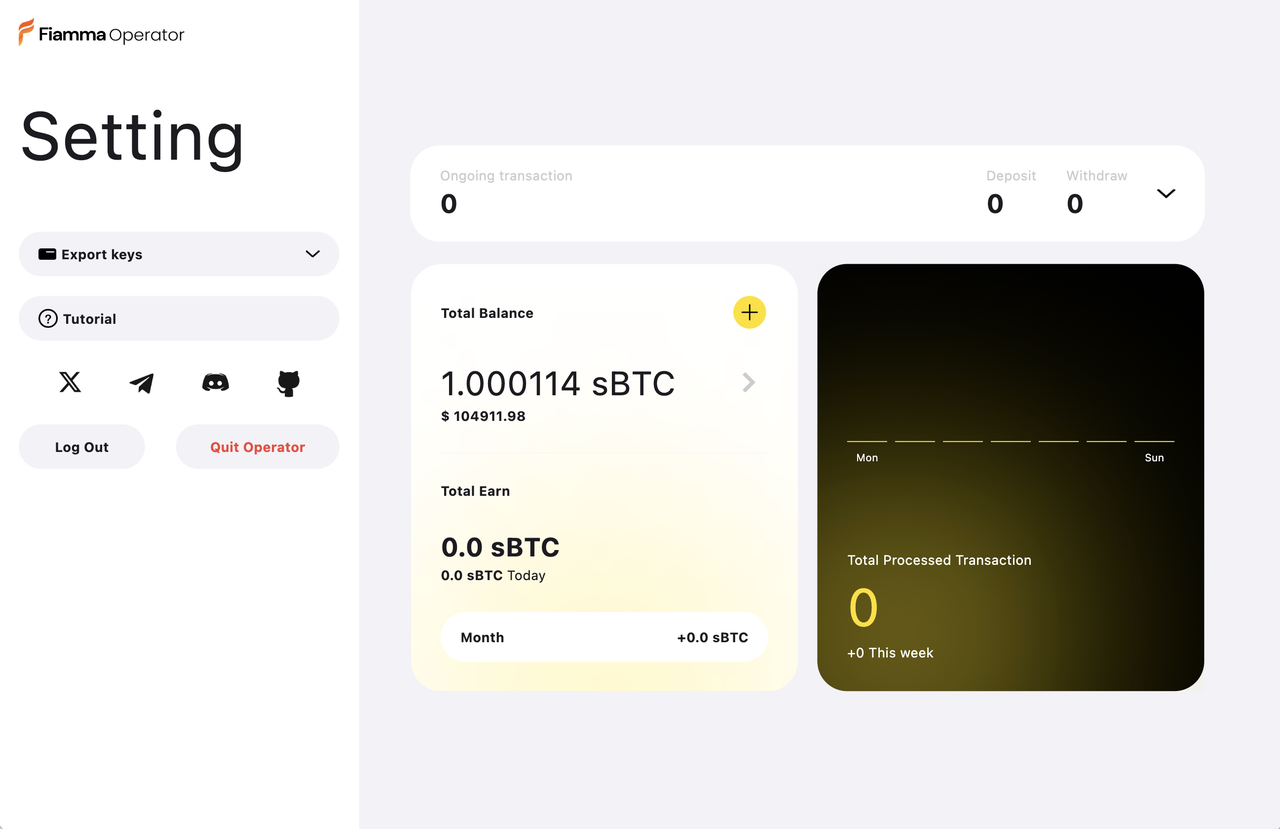 Fiamma Operator
Setting
Export keys
Tutorial
Log Out
Quit Operator
Ongoing transaction
0
Deposit
0
Withdraw
0
Total Balance
1.000114 sBTC
$ 104911.98
Total Earn
0.0 sBTC
0.0 sBTC Today
Month +0.0 sBTC
Mon Sun
Total Processed Transaction
0
+0 This week